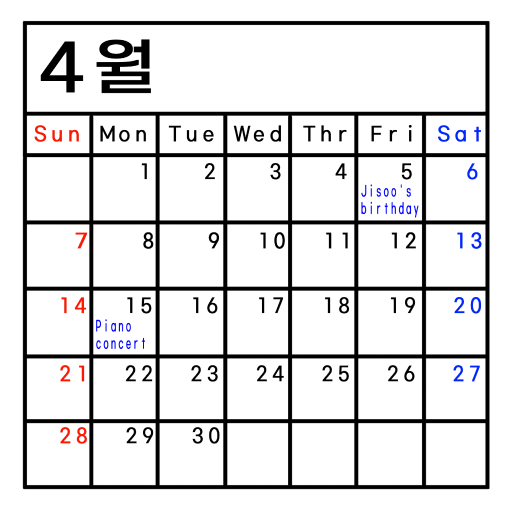 4월
Sun Mon Tue Wed Thr Fri Sat
1 2 3 4 5 6
Jisoo's
birthday
7 8 9 10 11 12 13
14 15 16 17 18 19 20
Piano
concert
21 22 23 24 25 26 27
28 29 30